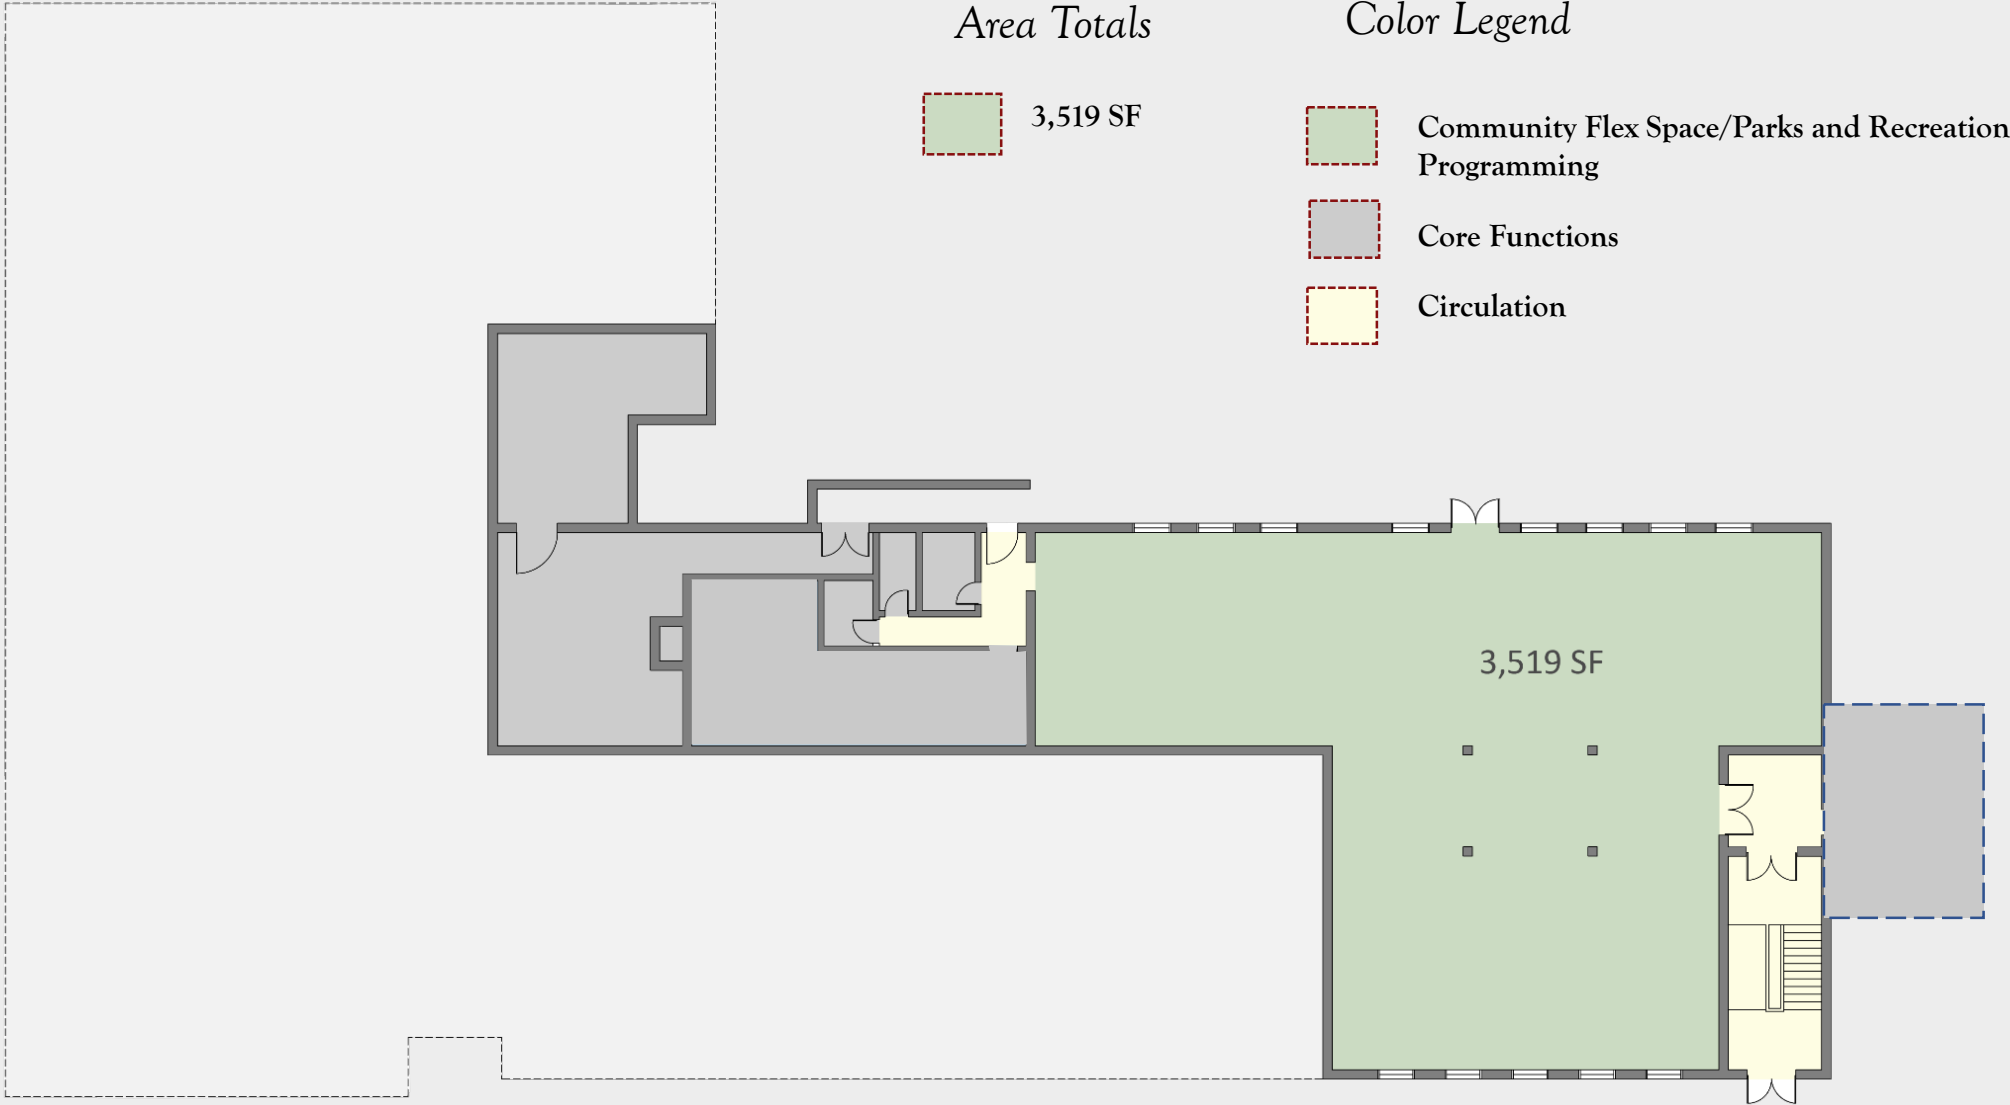 Area Totals
Color Legend
3,519 SF
Community Flex Space/Parks and Recreation
Programming
Core Functions
Circulation
3,519 SF